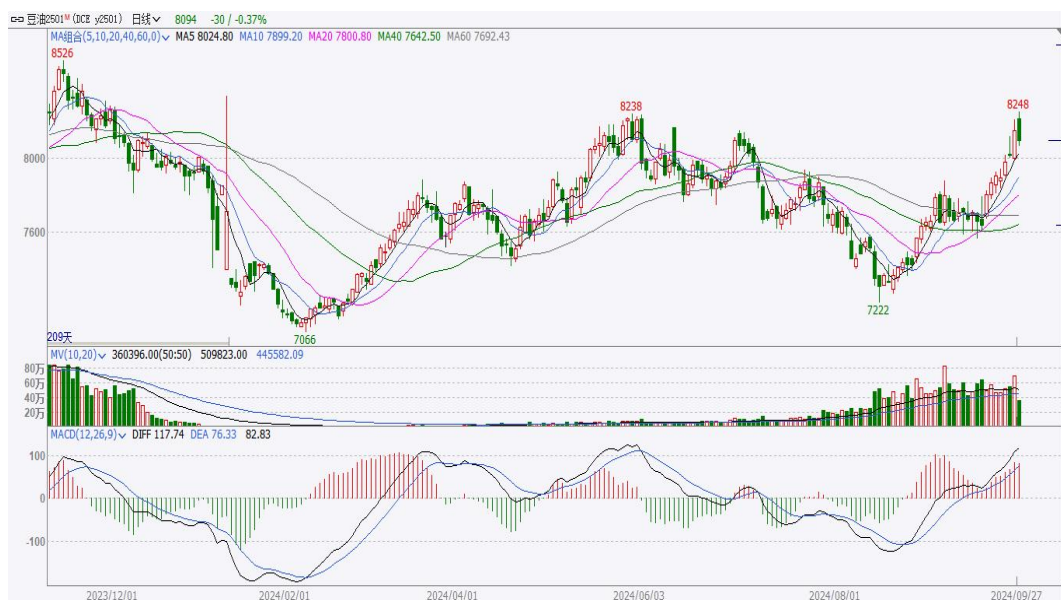 豆油2501M (DCE y2501) 日线 8094 -30 / -0.37%
MA组合(5,10,20,40,60,0) MA5 8024.80 MA10 7899.20 MA20 7800.80 MA40 7642.50 MA60 7692.43
8526
8238
8248
8000
7600
7222
7066
209天
MV(10,20) 360396.00(50:50) 509823.00 445582.09
80万
60万
40万
20万
MACD(12,26,9) DIFF 117.74 DEA 76.33 82.83
100
0
-100
2023/12/01 2024/02/01 2024/04/01 2024/06/03 2024/08/01 2024/09/27